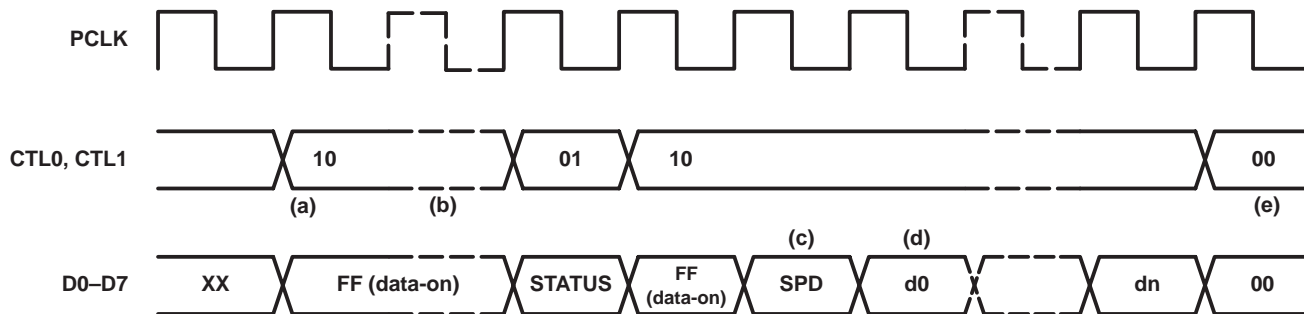 PCLK
CTL0, CTL1
10
01
10
00
(a)
(b)
(e)
(c)
(d)
D0–D7
XX
FF (data-on)
STATUS
FF
(data-on)
SPD
d0
dn
00